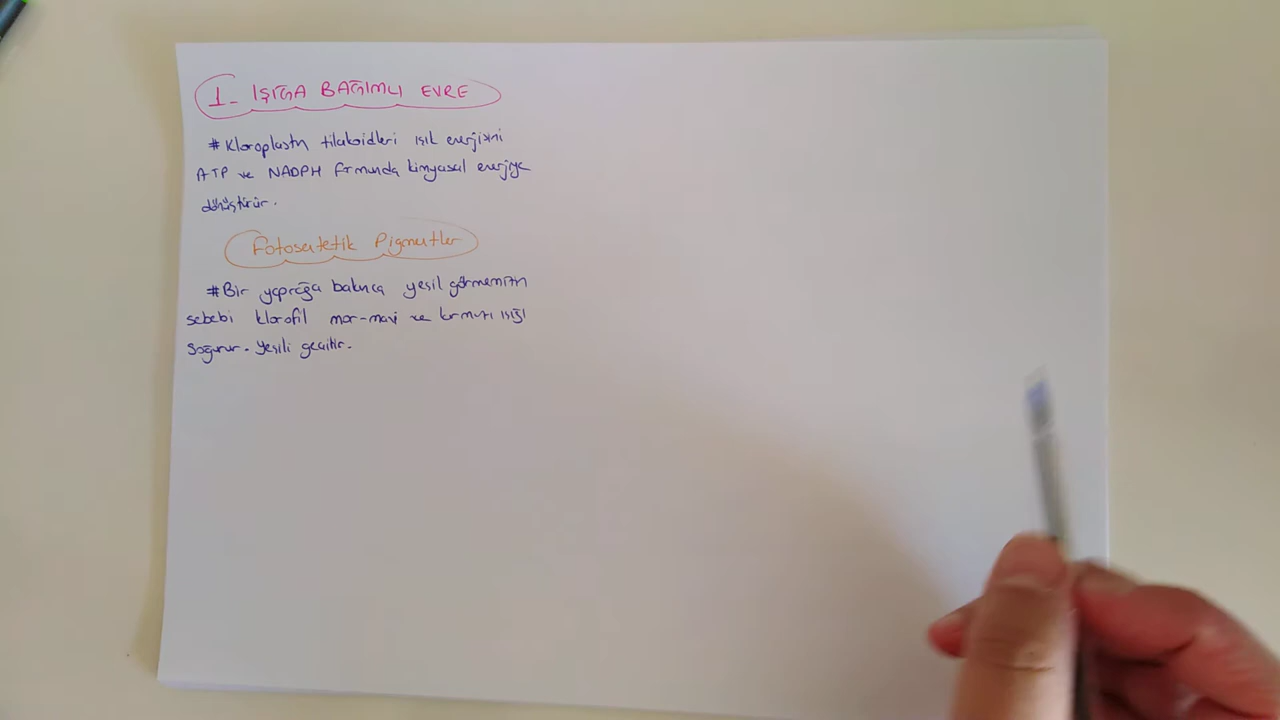 1- IŞIĞA BAĞIMLI EVRE
#Kloroplastın tilakoidleri ışık enerjisini
ATP ve NADPH formunda kimyasal enerjiye
dönüştürür.
Fotosentetik Pigmentler
#Bir yaprağa bakınca yeşil görmemizin
sebebi klorofil mor-mavi ve kırmızı ışığı
soğurur. Yeşili geçirir.